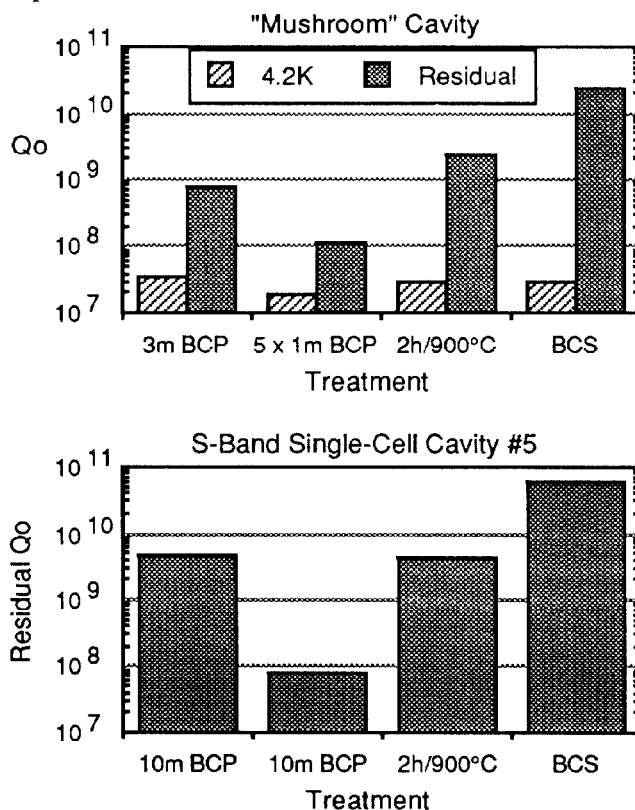 "Mushroom" Cavity
4.2K Residual
Qo
10 11
10 10
10 9
10 8
10 7
3m BCP 5 x 1m BCP 2h/900°C BCS
Treatment
S-Band Single-Cell Cavity #5
Residual Qo
10 11
10 10
10 9
10 8
10 7
10m BCP 10m BCP 2h/900°C BCS
Treatment